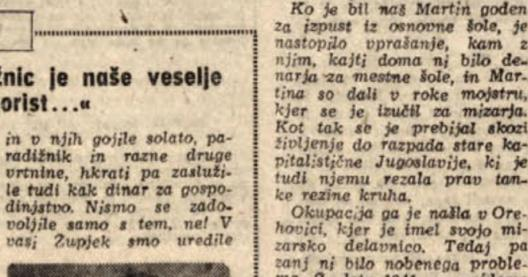 žnic je naše veselje
orist...«
in v njih gojile solato, pa-
radižnik in razne druge
vrtnine, hkrati pa zasluži-
le tudi kak dinar za gospo-
dinjstvo. Nismo se zado-
voljile samo s tem, ne! V
vasi Župjek smo uredile
Ko je bil naš Martin goden
za izpust iz osnovne šole, je
nastopilo vprašanje, kam z
njim, kajti doma ni bilo de-
narja za mestne šole, in Mar-
tina so dali v roke mojstru,
kjer se je izučil za mizarja.
Kot tak se je prebijal skozi
življenje do razpada stare ka-
pitalistične Jugoslavije, ki je
tudi njemu rezala prav tan-
ke rezine kruha.
Okupacija ga je našla v Ore-
hovici, kjer je imel svojo mi-
zarsko delavnico. Tedaj pa
zanj ni bilo nobenega proble-